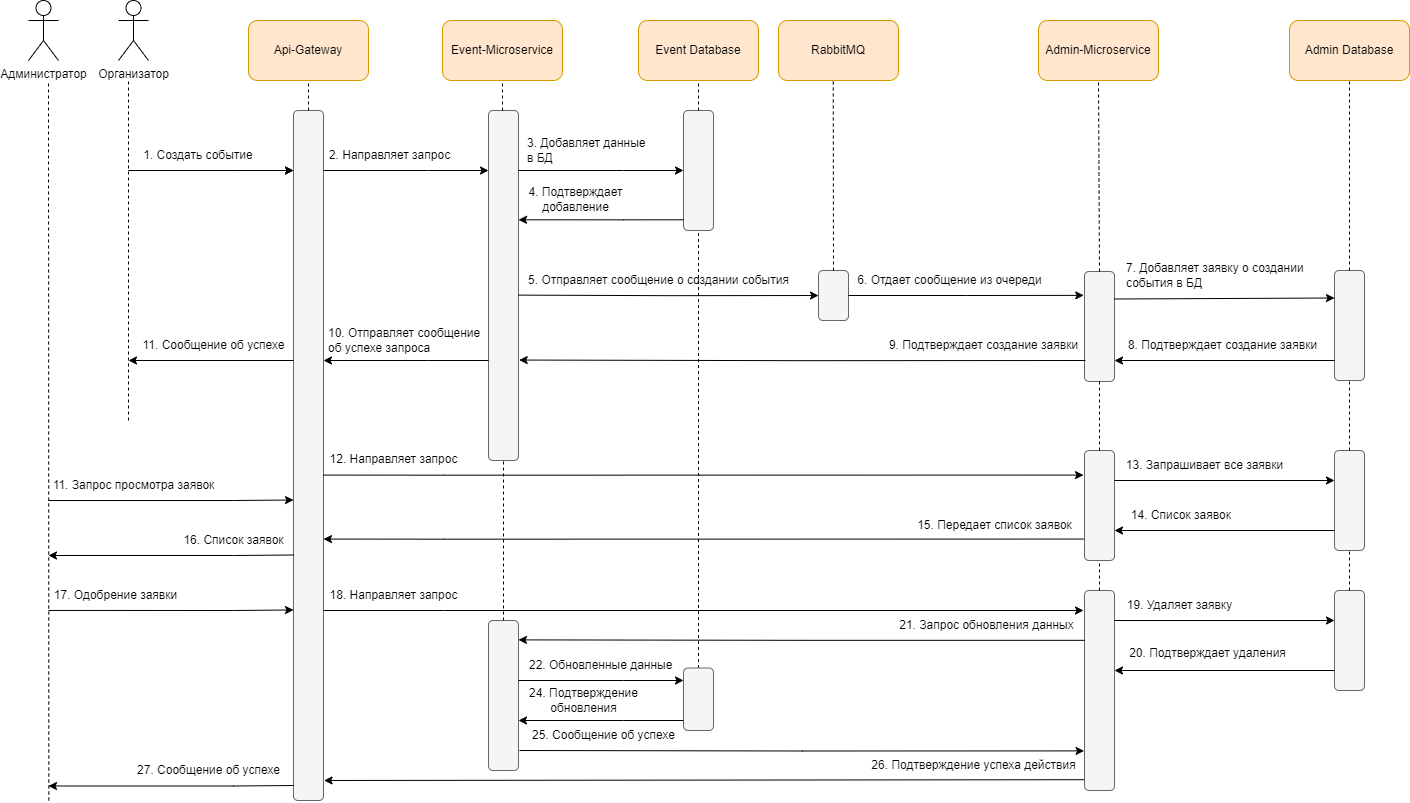 Администратор
Организатор
Api-Gateway
Event-Microservice
Event Database
RabbitMQ
Admin-Microservice
Admin Database
1. Создать событие
2. Направляет запрос
3. Добавляет данные
в БД
4. Подтверждает
добавление
5. Отправляет сообщение о создании события
6. Отдает сообщение из очереди
7. Добавляет заявку о создании
события в БД
8. Подтверждает создание заявки
9. Подтверждает создание заявки
10. Отправляет сообщение
об успехе запроса
11. Сообщение об успехе
12. Направляет запрос
11. Запрос просмотра заявок
13. Запрашивает все заявки
14. Список заявок
15. Передает список заявок
16. Список заявок
17. Одобрение заявки
18. Направляет запрос
19. Удаляет заявку
21. Запрос обновления данных
20. Подтверждает удаления
22. Обновленные данные
24. Подтверждение
обновления
25. Сообщение об успехе
26. Подтверждение успеха действия
27. Сообщение об успехе